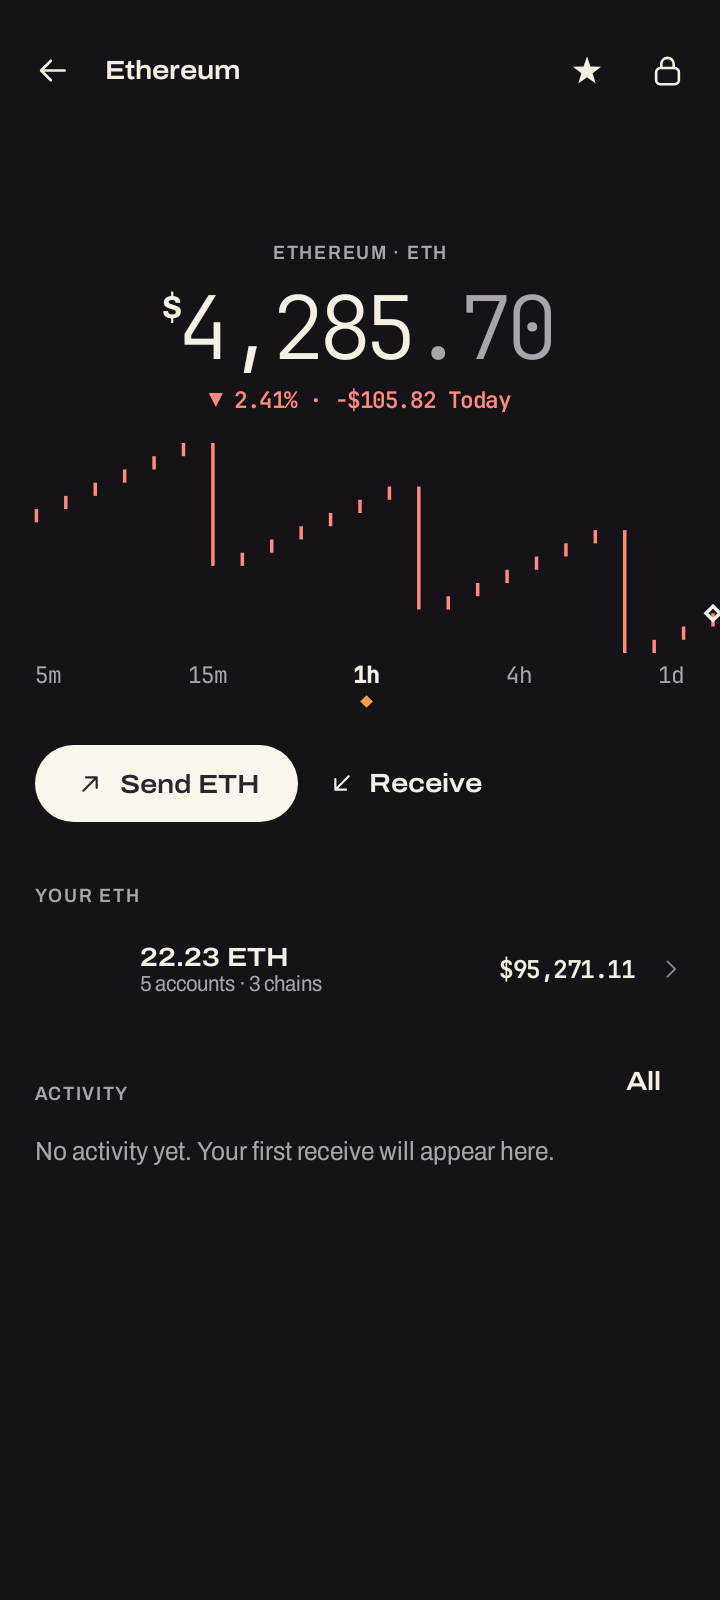 Ethereum
ETHEREUM · ETH
$4,285.70
▼ 2.41% · -$105.82 Today
5m 15m 1h 4h 1d
Send ETH Receive
YOUR ETH
22.23 ETH
5 accounts · 3 chains
$95,271.11
All
ACTIVITY
No activity yet. Your first receive will appear here.